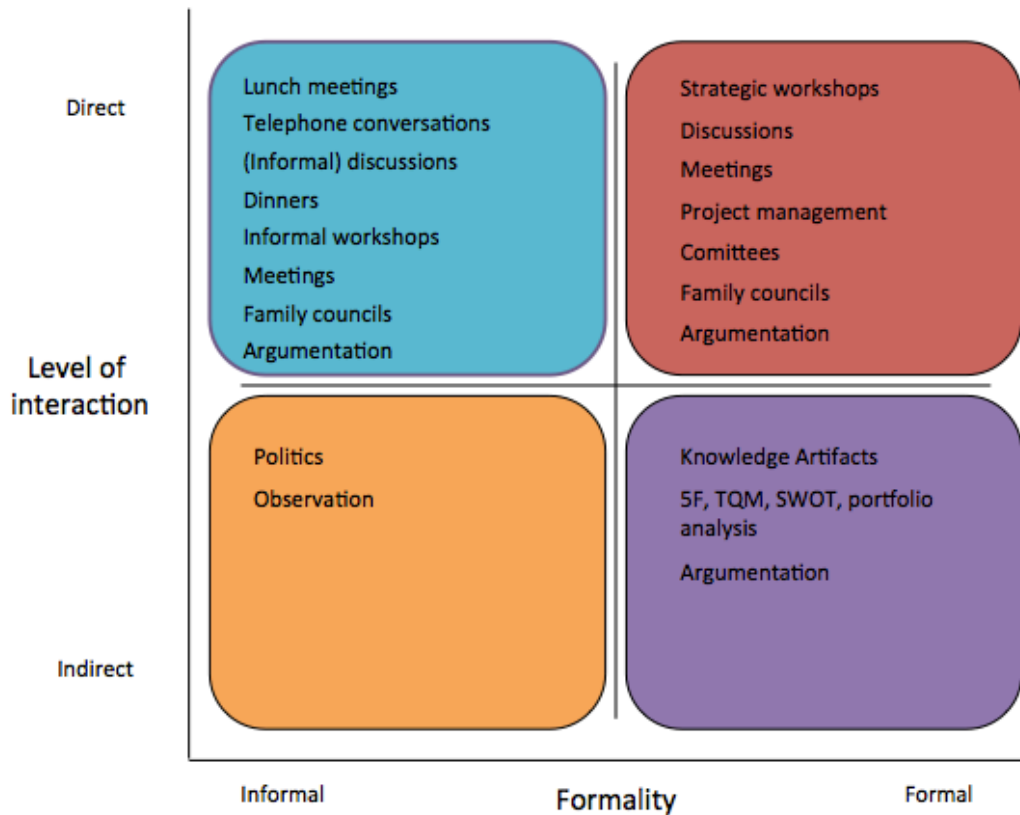 Direct
Lunch meetings
Telephone conversations
(Informal) discussions
Dinners
Informal workshops
Meetings
Family councils
Argumentation
Strategic workshops
Discussions
Meetings
Project management
Comittees
Family councils
Argumentation
Level of
interaction
Politics
Observation
Knowledge Artifacts
5F, TQM, SWOT, portfolio
analysis
Argumentation
Indirect
Informal
Formality
Formal